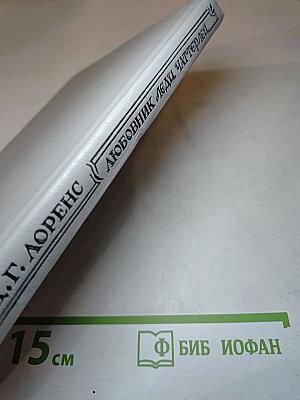 Д. Г. ЛОРЕНС
ЛЮБОВНИК ЛЕДИ ЧАТТЕРЛЕЙ
15 см
Ф БИБ ИОФАН